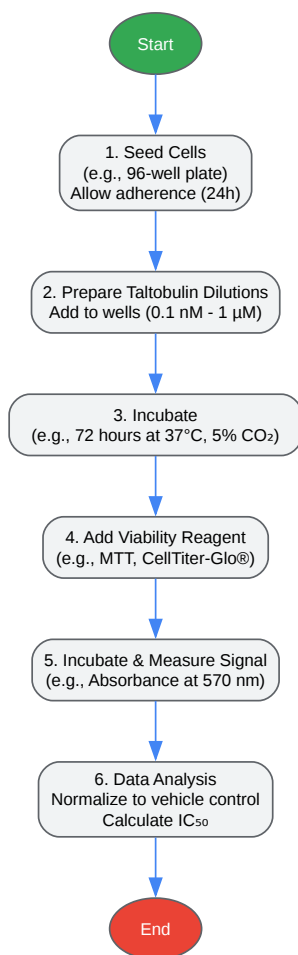 Start
1. Seed Cells
(e.g., 96-well plate)
Allow adherence (24h)
2. Prepare Taltobulin Dilutions
Add to wells (0.1 nM - 1 µM)
3. Incubate
(e.g., 72 hours at 37°C, 5% CO₂)
4. Add Viability Reagent
(e.g., MTT, CellTiter-Glo®)
5. Incubate & Measure Signal
(e.g., Absorbance at 570 nm)
6. Data Analysis
Normalize to vehicle control
Calculate IC₅₀
End